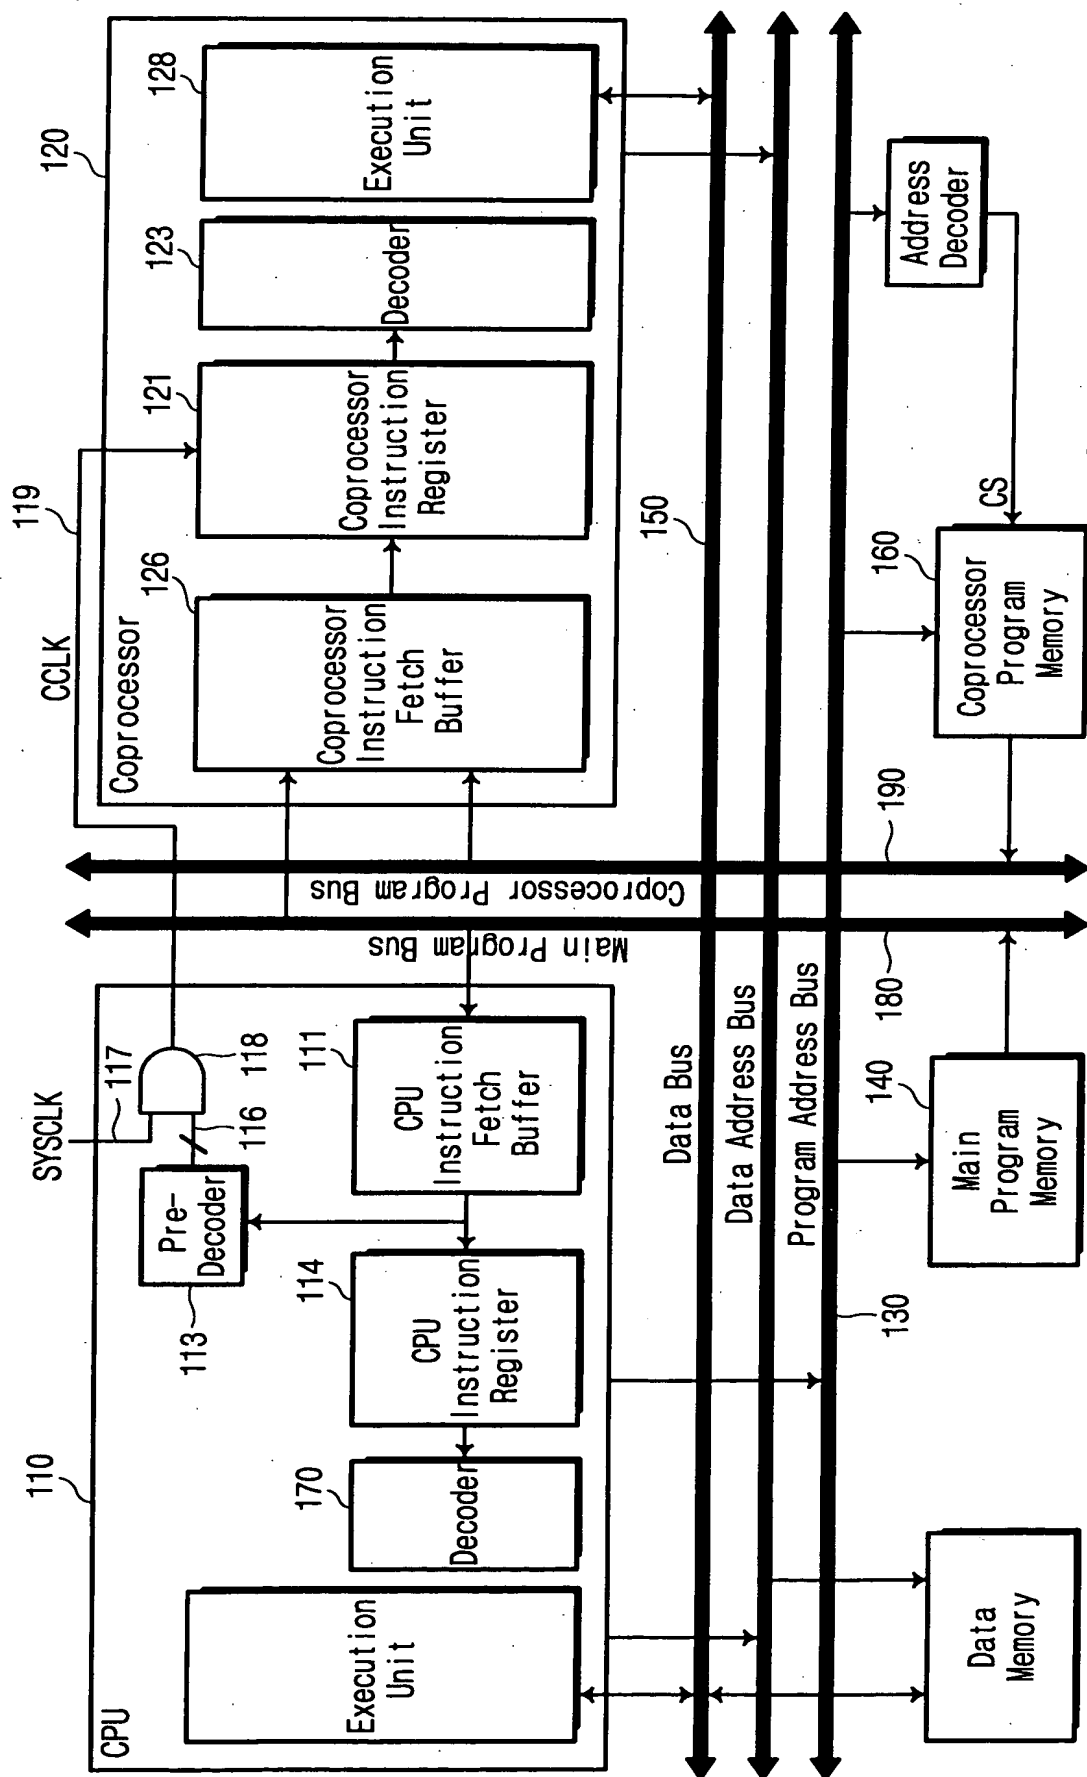 SYSCLK
117
118
116
CCLK
119
110
CPU
Pre-
Decoder
113
Execution
Unit
170
Decoder
114
CPU
Instruction
Register
111
CPU
Instruction
Fetch
Buffer
Main Program Bus
Coprocessor Program Bus
120
Coprocessor
126
Coprocessor
Instruction
Fetch
Buffer
121
Coprocessor
Instruction
Register
123
Decoder
128
Execution
Unit
Data Bus
150
Data Address Bus
Program Address Bus
130
Data
Memory
140
Main
Program
Memory
180
190
160
Coprocessor
Program
Memory
CS
Address
Decoder